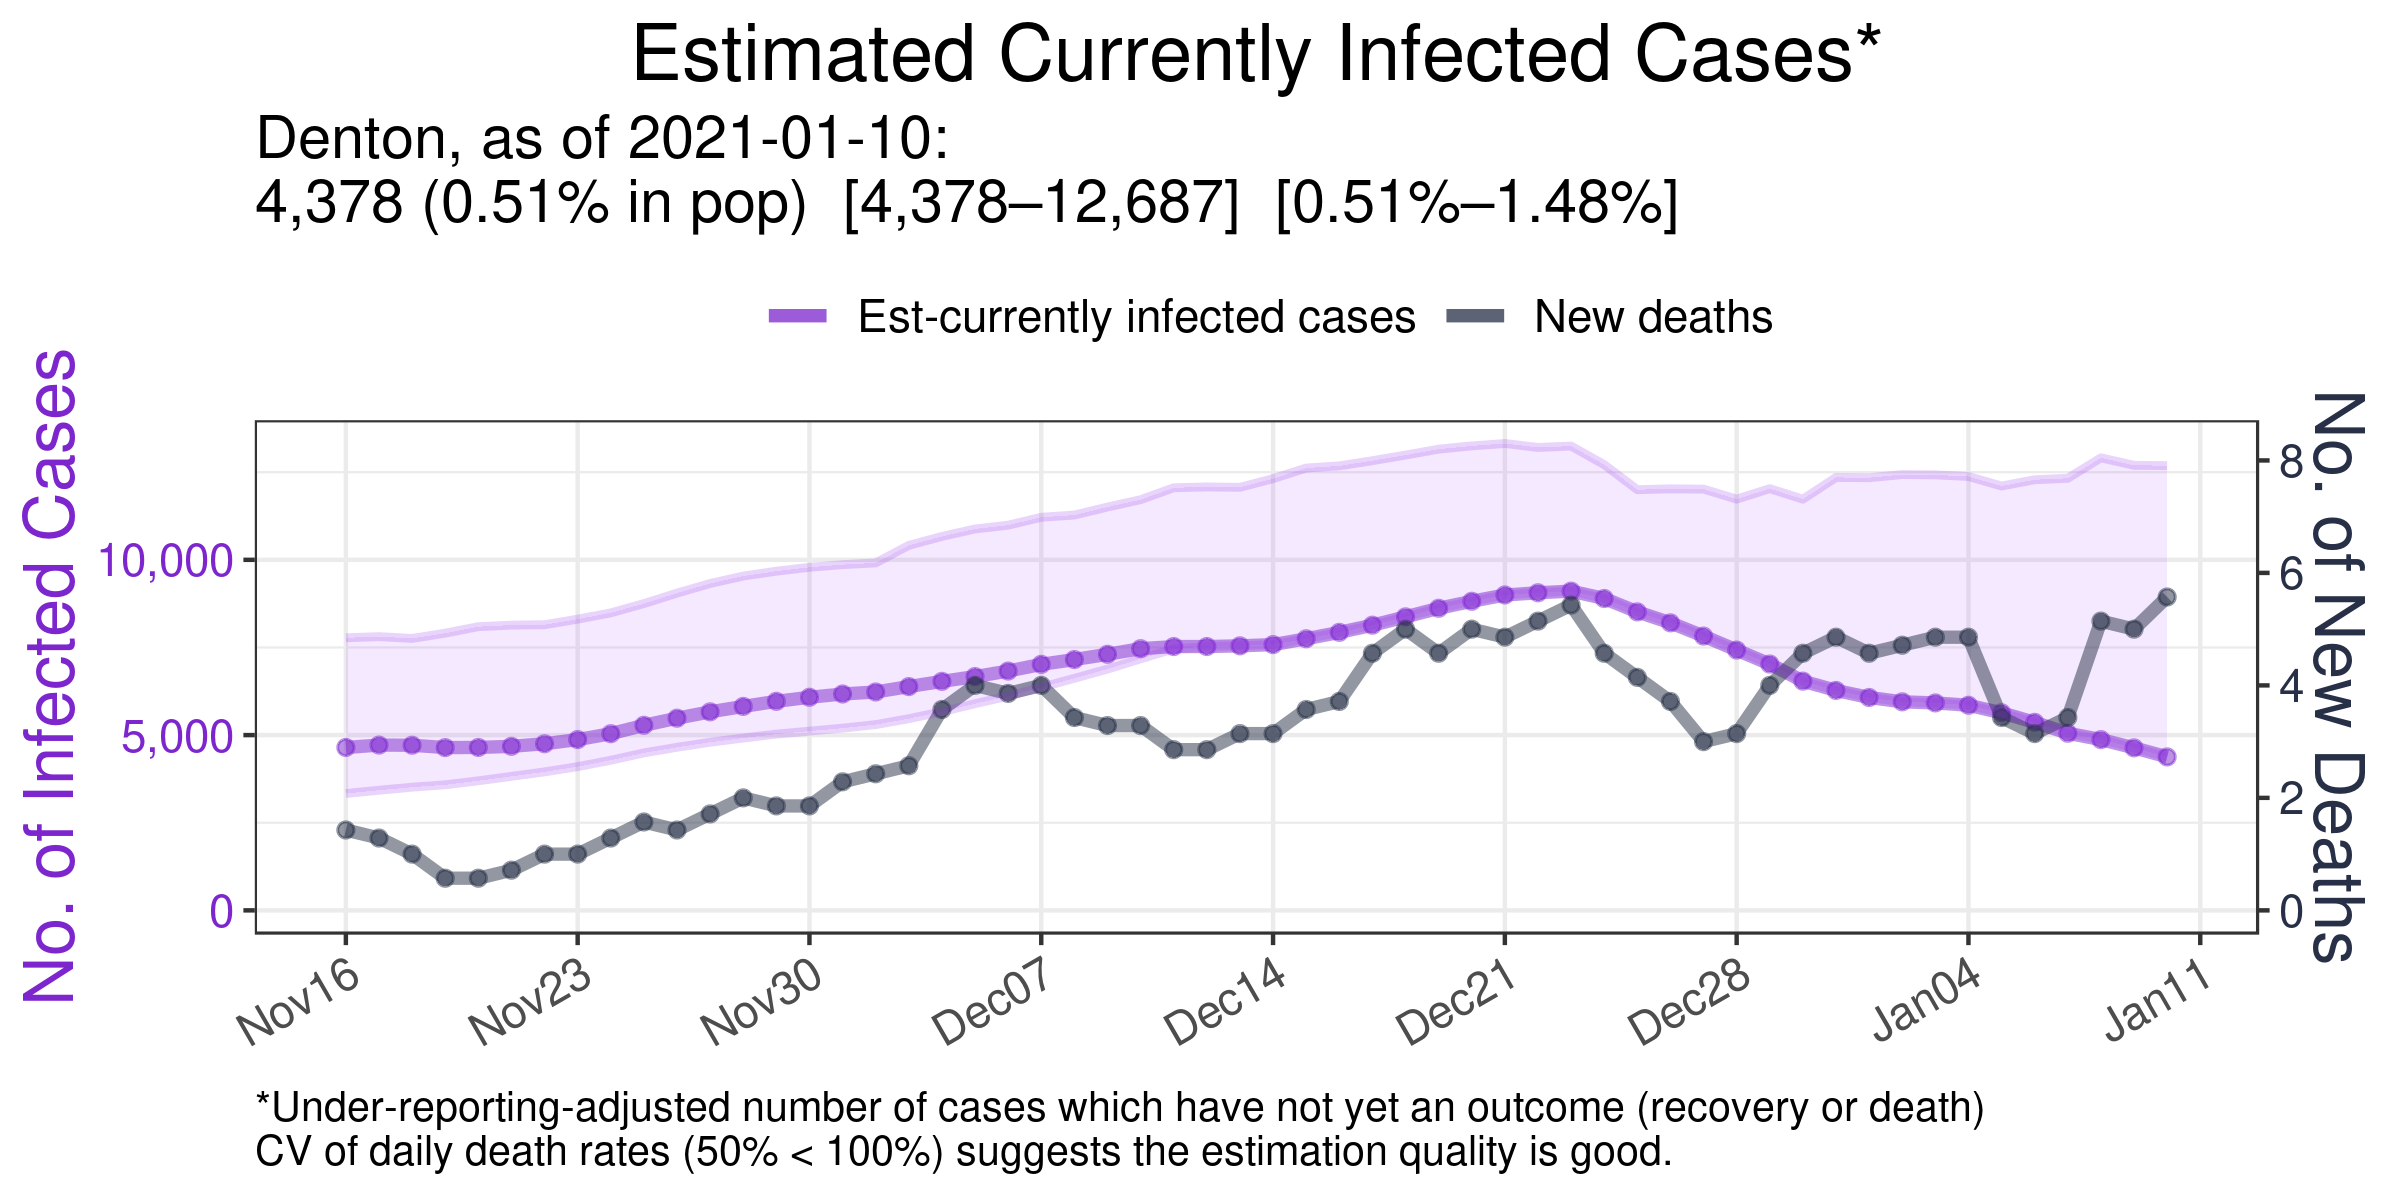 Estimated Currently Infected Cases*
Denton, as of 2021-01-10:
4,378 (0.51% in pop)  [4,378–12,687]  [0.51%–1.48%]
Est-currently infected cases
New deaths
No. of Infected Cases
10,000
5,000
0
8
6
4
2
0
No. of New Deaths
Nov16
Nov23
Nov30
Dec07
Dec14
Dec21
Dec28
Jan04
Jan11
*Under-reporting-adjusted number of cases which have not yet an outcome (recovery or death)
CV of daily death rates (50% < 100%) suggests the estimation quality is good.